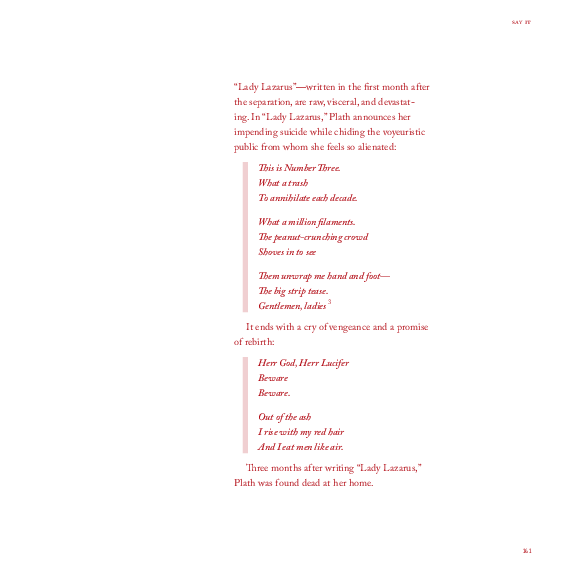 SAY IT
“Lady Lazarus”—written in the first month after
the separation, are raw, visceral, and devastat-
ing. In “Lady Lazarus,” Plath announces her
impending suicide while chiding the voyeuristic
public from whom she feels so alienated:
This is Number Three.
What a trash
To annihilate each decade.
What a million filaments.
The peanut-crunching crowd
Shoves in to see
Them unwrap me hand and foot—
The big strip tease.
Gentlemen, ladies 3
It ends with a cry of vengeance and a promise
of rebirth:
Herr God, Herr Lucifer
Beware
Beware.
Out of the ash
I rise with my red hair
And I eat men like air.
Three months after writing “Lady Lazarus,”
Plath was found dead at her home.
161